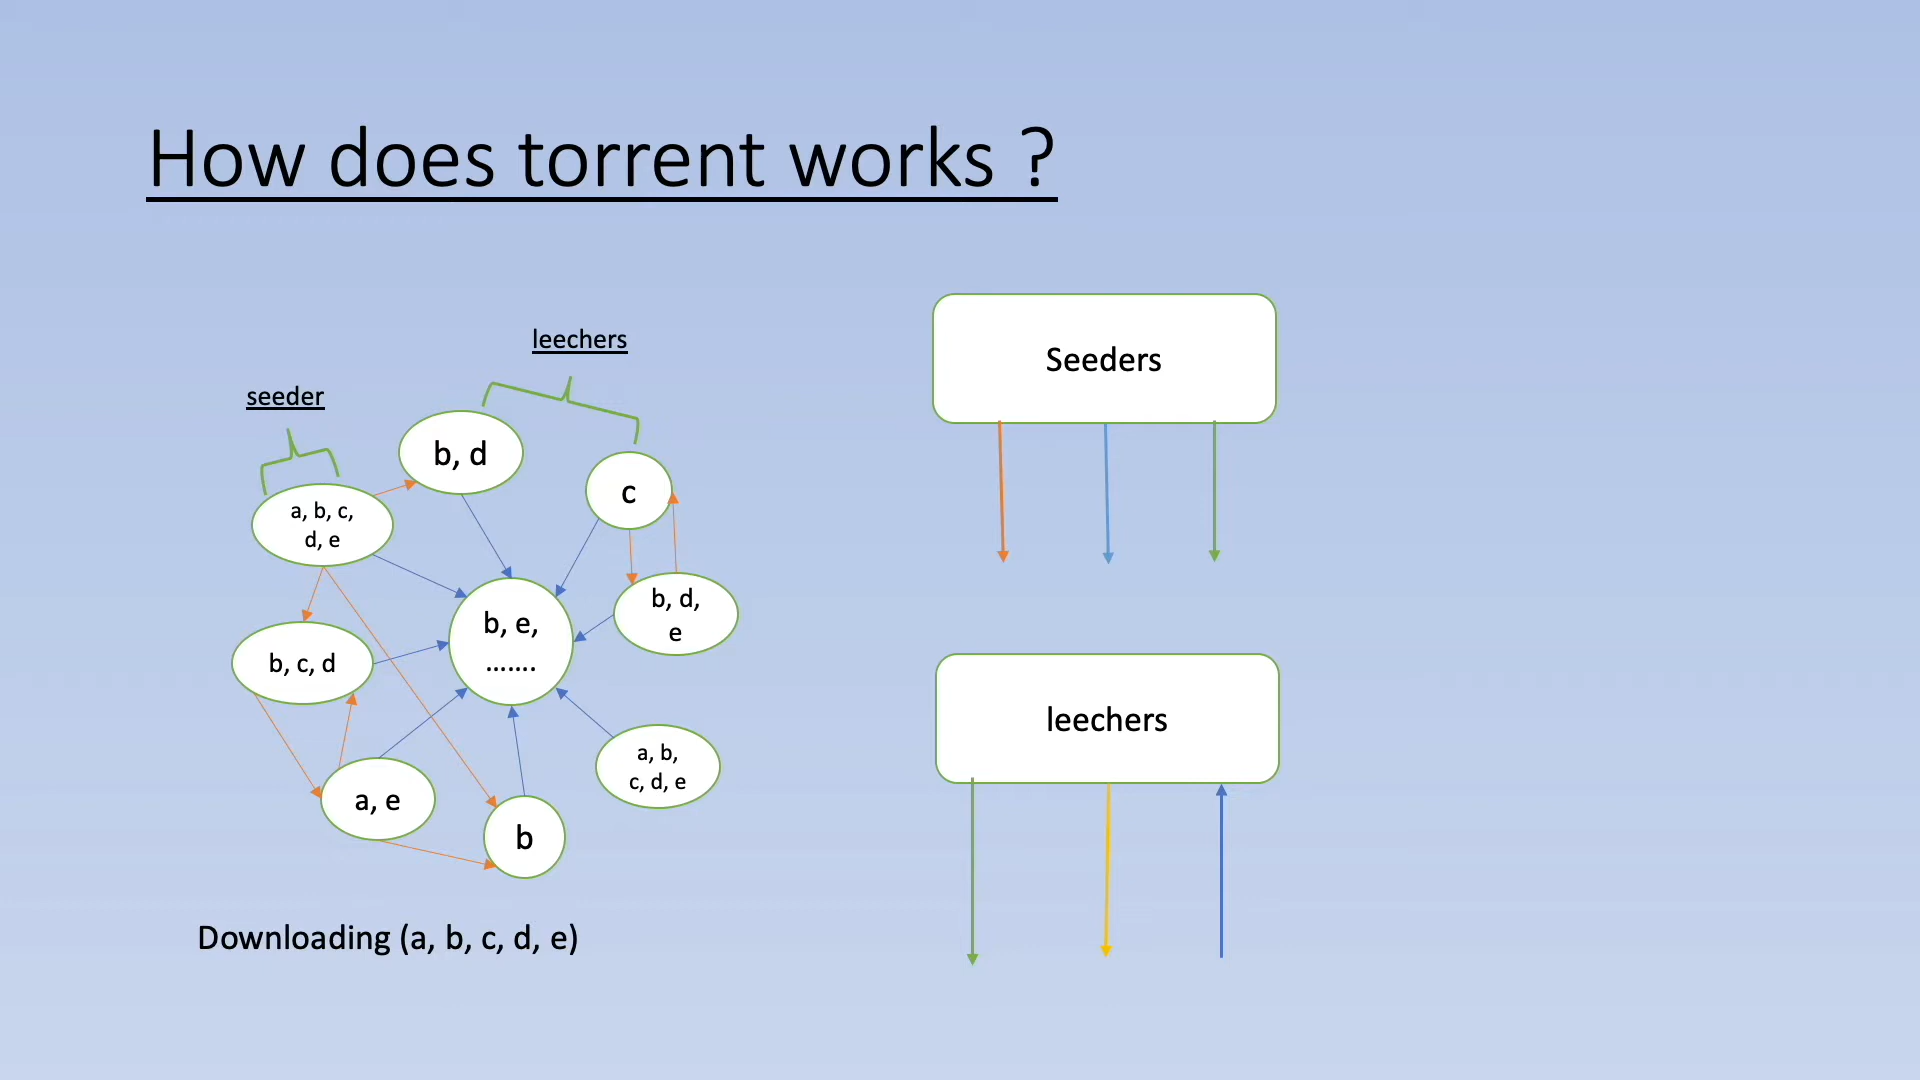 How does torrent works ?
leechers
seeder
b, d
c
a, b, c,
d, e
b, d,
e
b, e,
.......
b, c, d
a, b,
c, d, e
a, e
b
Downloading (a, b, c, d, e)
Seeders
leechers